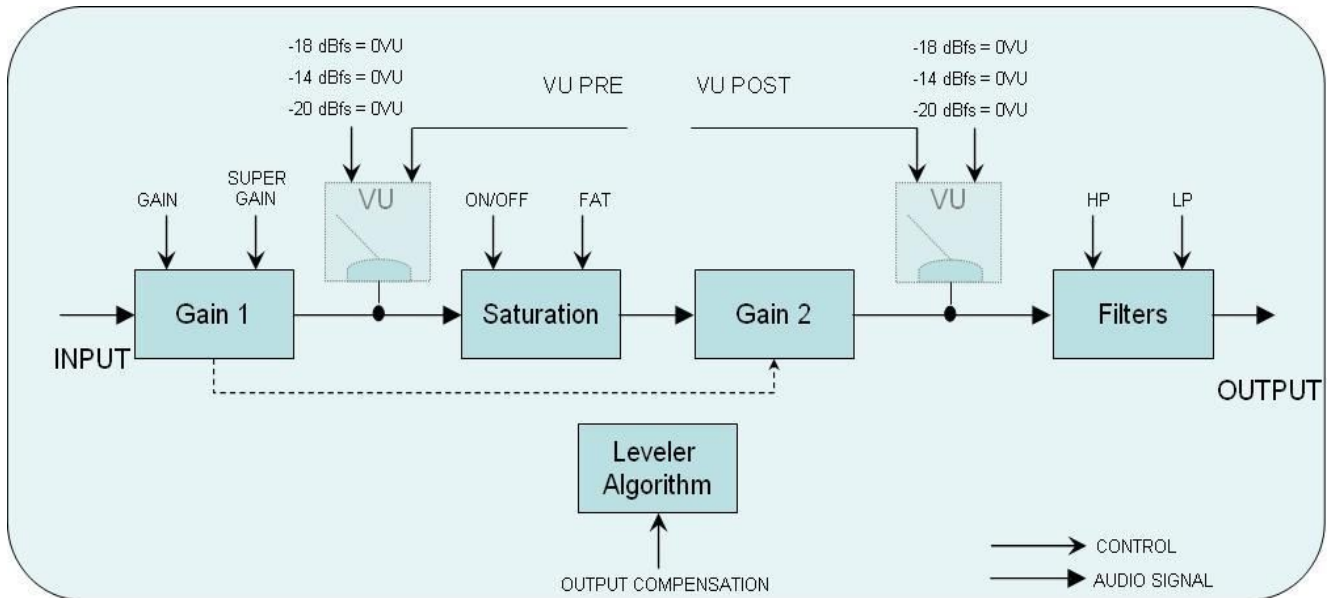 -18 dBfs = 0VU
-14 dBfs = 0VU
-20 dBfs = 0VU
VU PRE
VU POST
-18 dBfs = 0VU
-14 dBfs = 0VU
-20 dBfs = 0VU
GAIN
SUPER
GAIN
VU
ON/OFF
FAT
VU
HP
LP
INPUT
Gain 1
Saturation
Gain 2
Filters
OUTPUT
Leveler
Algorithm
OUTPUT COMPENSATION
CONTROL
AUDIO SIGNAL